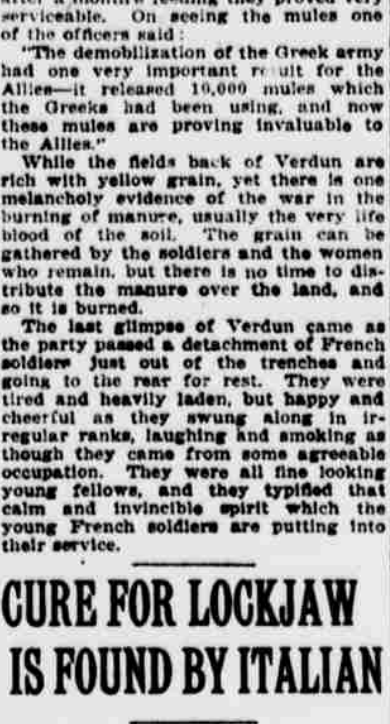 after a month's feeding they proved very
serviceable. On seeing the mules one
of the officers said:
"The demobilization of the Greek army
had one very important result for the
Allies—it released 10,000 mules which
the Greeks had been using, and now
these mules are proving invaluable to
the Allies."
While the fields back of Verdun are
rich with yellow grain, yet there is one
melancholy evidence of the war in the
burning of manure, usually the very life
blood of the soil. The grain can be
gathered by the soldiers and the women
who remain, but there is no time to dis-
tribute the manure over the land, and
so it is burned.
The last glimpse of Verdun came as
the party passed a detachment of French
soldiers just out of the trenches and
going to the rear for rest. They were
tired and heavily laden, but happy and
cheerful as they swung along in ir-
regular ranks, laughing and smoking as
though they came from some agreeable
occupation. They were all fine looking
young fellows, and they typified that
calm and invincible spirit which the
young French soldiers are putting into
their service.
CURE FOR LOCKJAW
IS FOUND BY ITALIAN